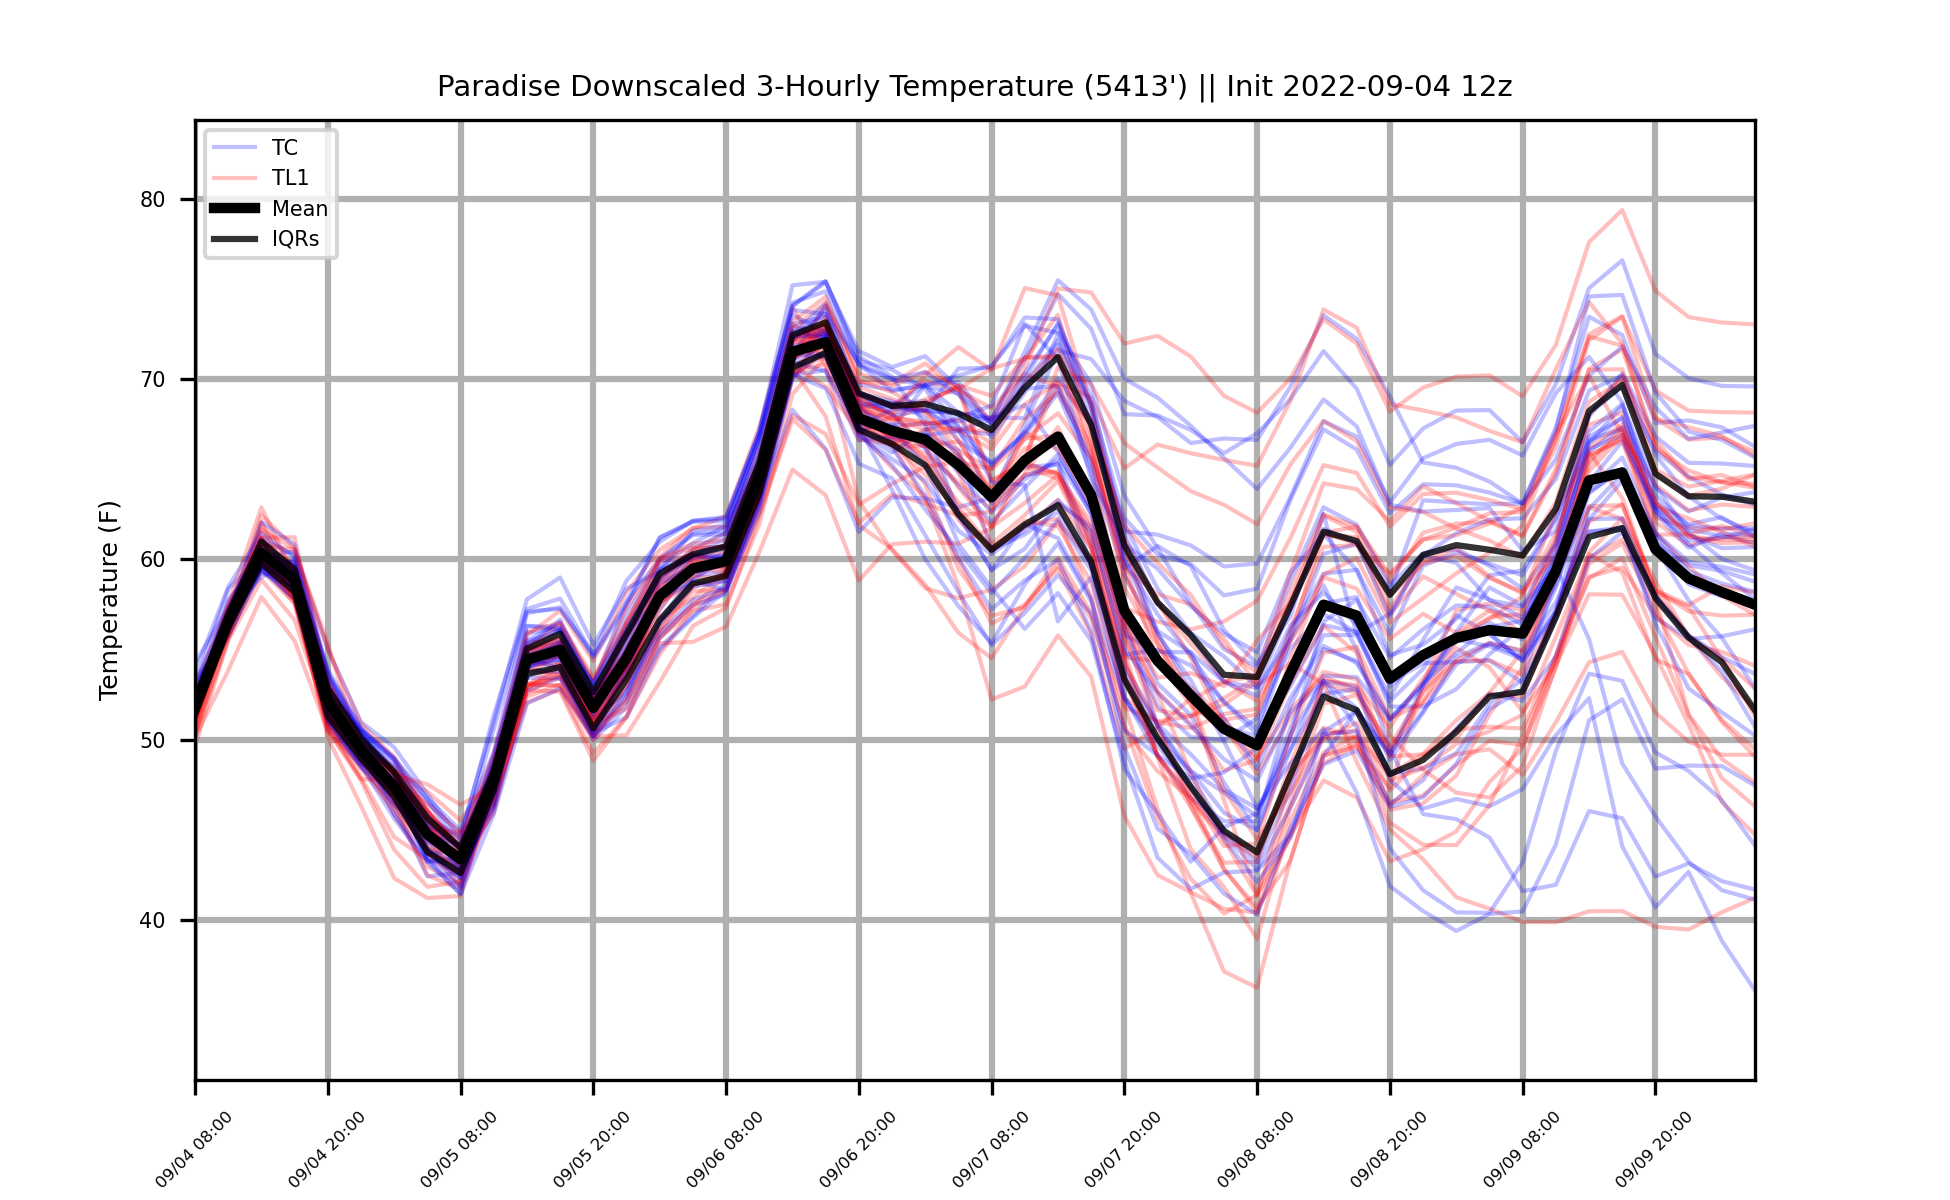 Paradise Downscaled 3-Hourly Temperature (5413') || Init 2022-09-04 12z
TC
TL1
Mean
IQRs
Temperature (F)
80
70
60
50
40
09/04 08:00
09/04 20:00
09/05 08:00
09/05 20:00
09/06 08:00
09/06 20:00
09/07 08:00
09/07 20:00
09/08 08:00
09/08 20:00
09/09 08:00
09/09 20:00